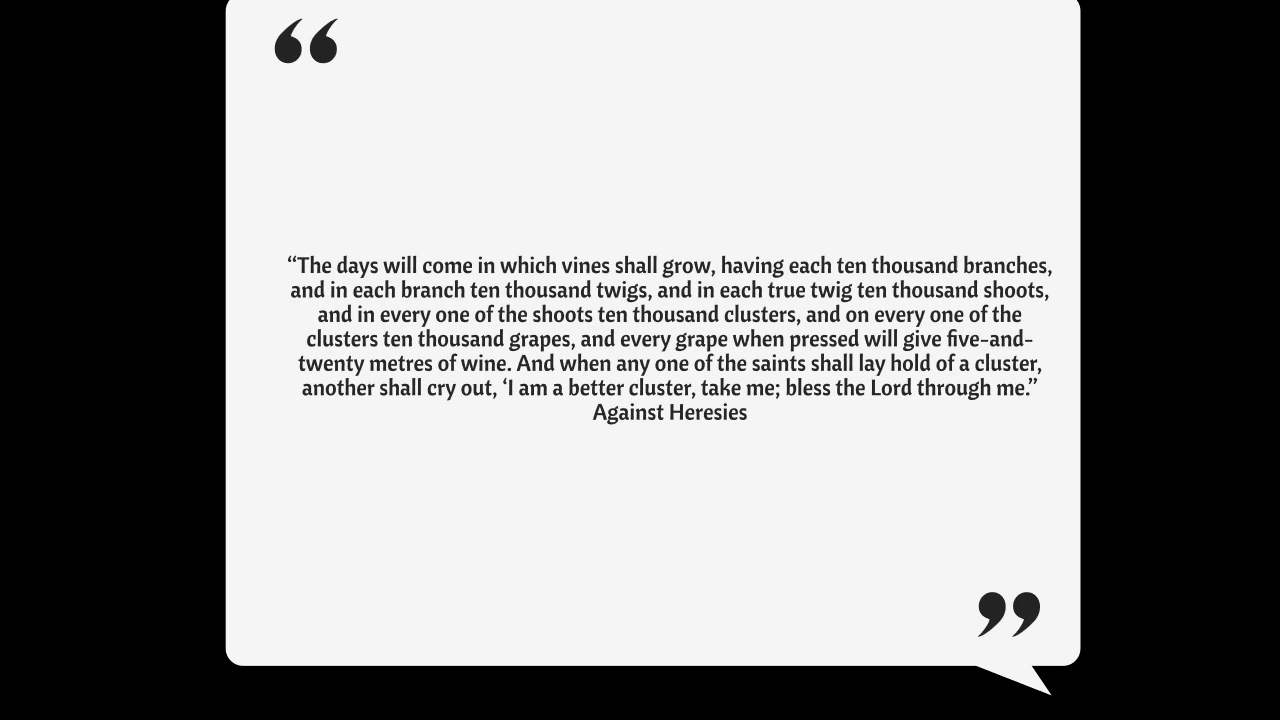 “The days will come in which vines shall grow, having each ten thousand branches,
and in each branch ten thousand twigs, and in each true twig ten thousand shoots,
and in every one of the shoots ten thousand clusters, and on every one of the
clusters ten thousand grapes, and every grape when pressed will give five-and-
twenty metres of wine. And when any one of the saints shall lay hold of a cluster,
another shall cry out, ‘I am a better cluster, take me; bless the Lord through me.”
Against Heresies